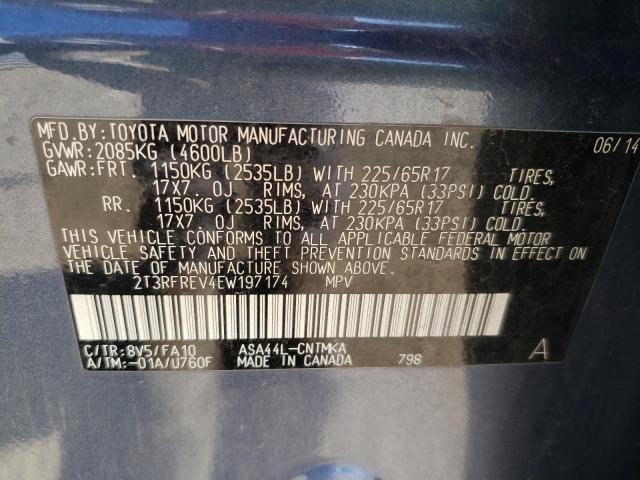 MFD.BY:TOYOTA MOTOR MANUFACTURING CANADA INC. 06/14
GVWR:2085KG (4600LB)
GAWR:FRT. 1150KG (2535LB) WITH 225/65R17 TIRES,
17X7.0J RIMS, AT 230KPA (33PSI) COLD.
RR. 1150KG (2535LB) WITH 225/65R17 TIRES,
17X7.0J RIMS, AT 230KPA (33PSI) COLD.
THIS VEHICLE CONFORMS TO ALL APPLICABLE FEDERAL MOTOR
VEHICLE SAFETY AND THEFT PREVENTION STANDARDS IN EFFECT ON
THE DATE OF MANUFACTURE SHOWN ABOVE.
2T3RFREV4EW197174 MPV
C/TR:8V5/FA10 ASA44L-CNTMKA A
A/TM:-01A/U760F MADE IN CANADA 798